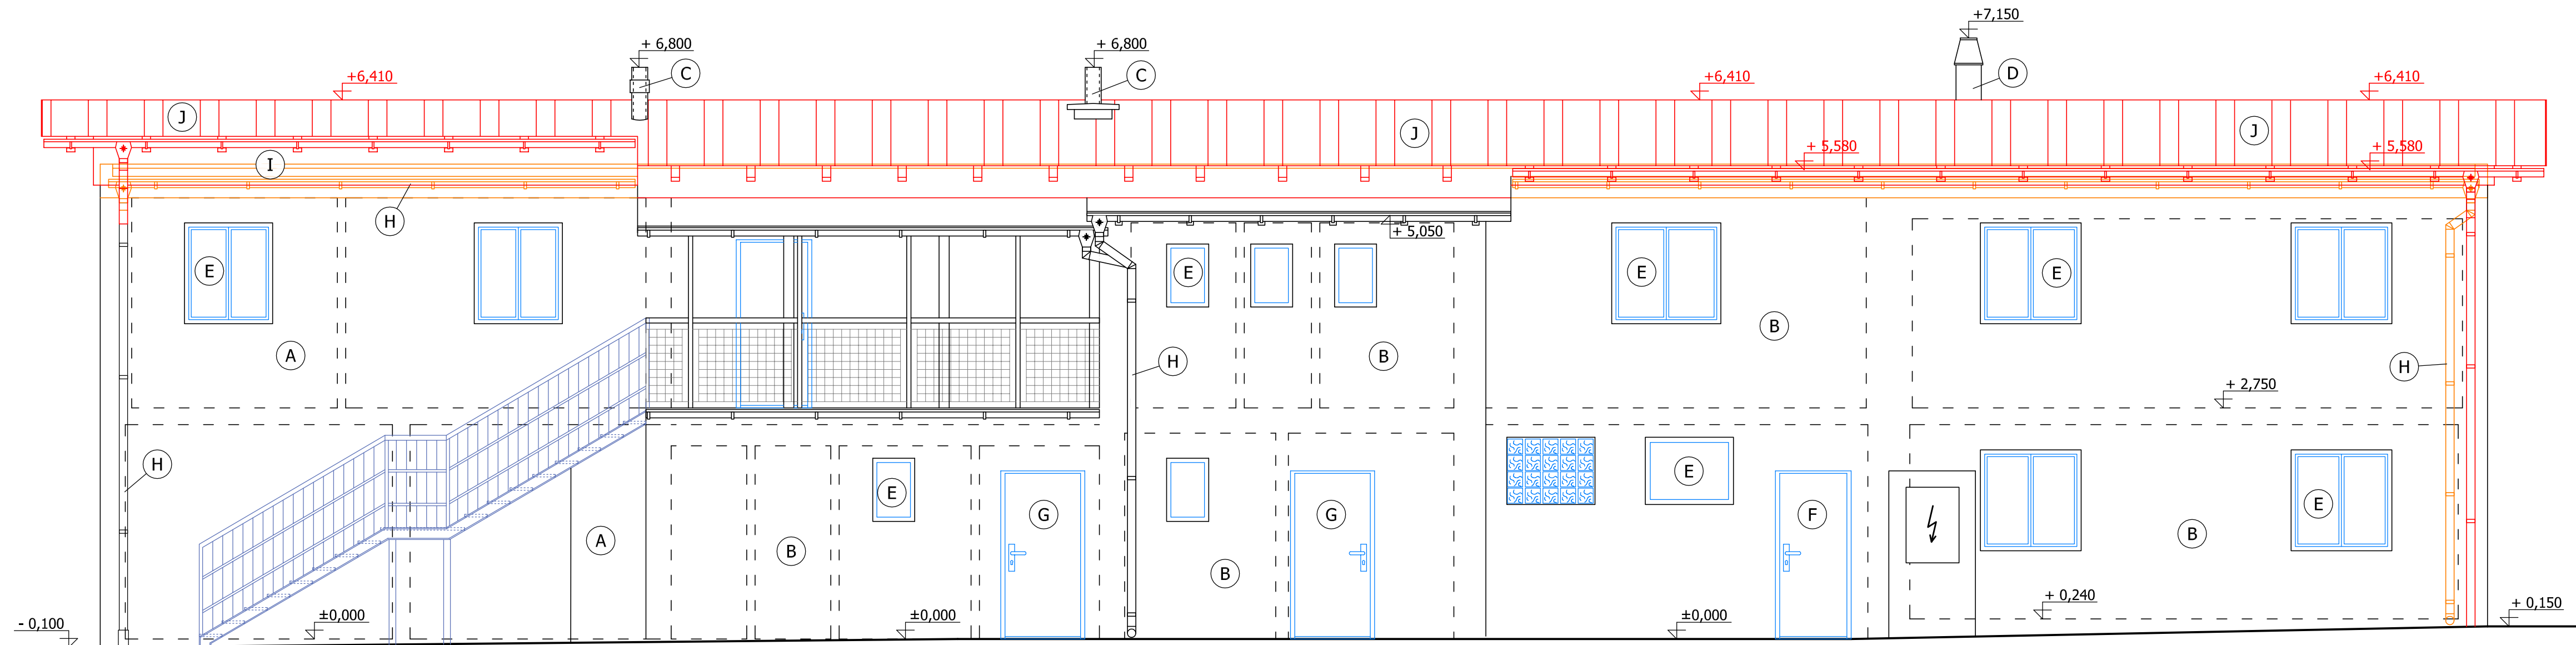 +7,150
+ 6,800
+ 6,800
C
C
D
+6,410
+6,410
+6,410
J
J
J
I
+ 5,580
+ 5,580
H
+ 5,050
E
E
E
E
B
A
B
H
H
+ 2,750
H
E
E
E
G
G
F
A
B
B
B
+ 0,240
+ 0,150
- 0,100
±0,000
±0,000
±0,000